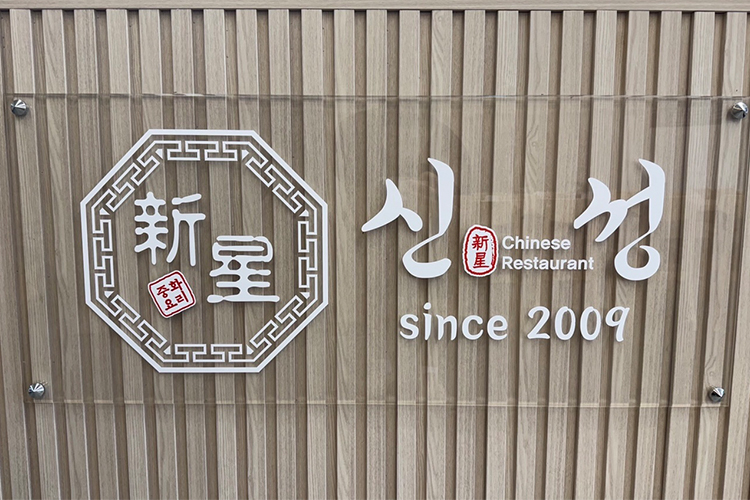 新星
중화
요리
신성
新星
Chinese
Restaurant
since 2009